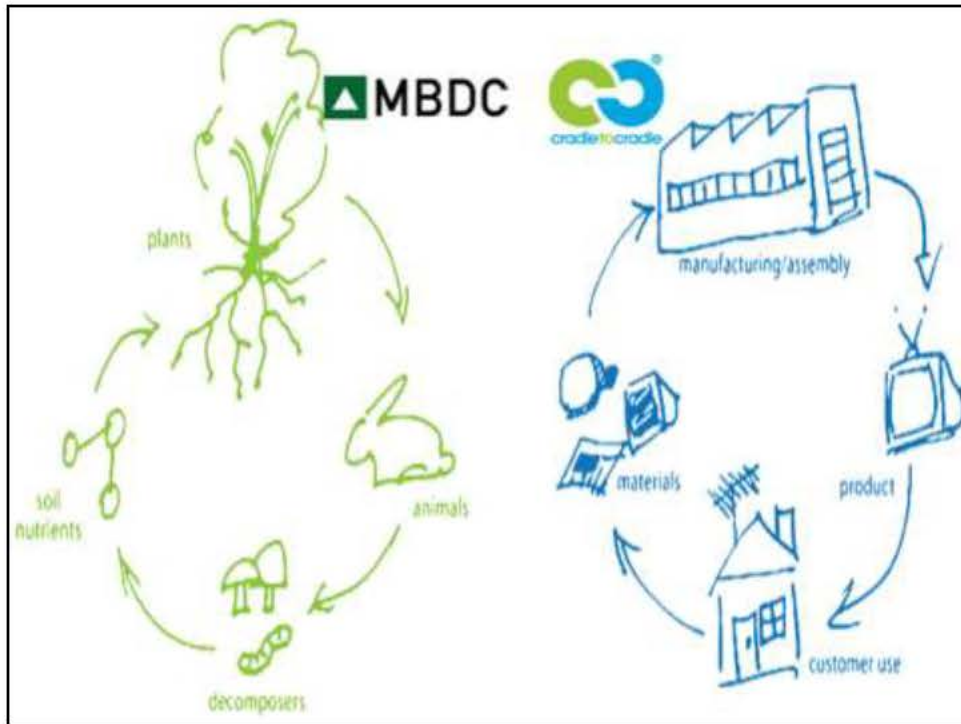 MBDC
cradletocradle®
plants
animals
decomposers
soil
nutrients
manufacturing/assembly
product
customer use
materials